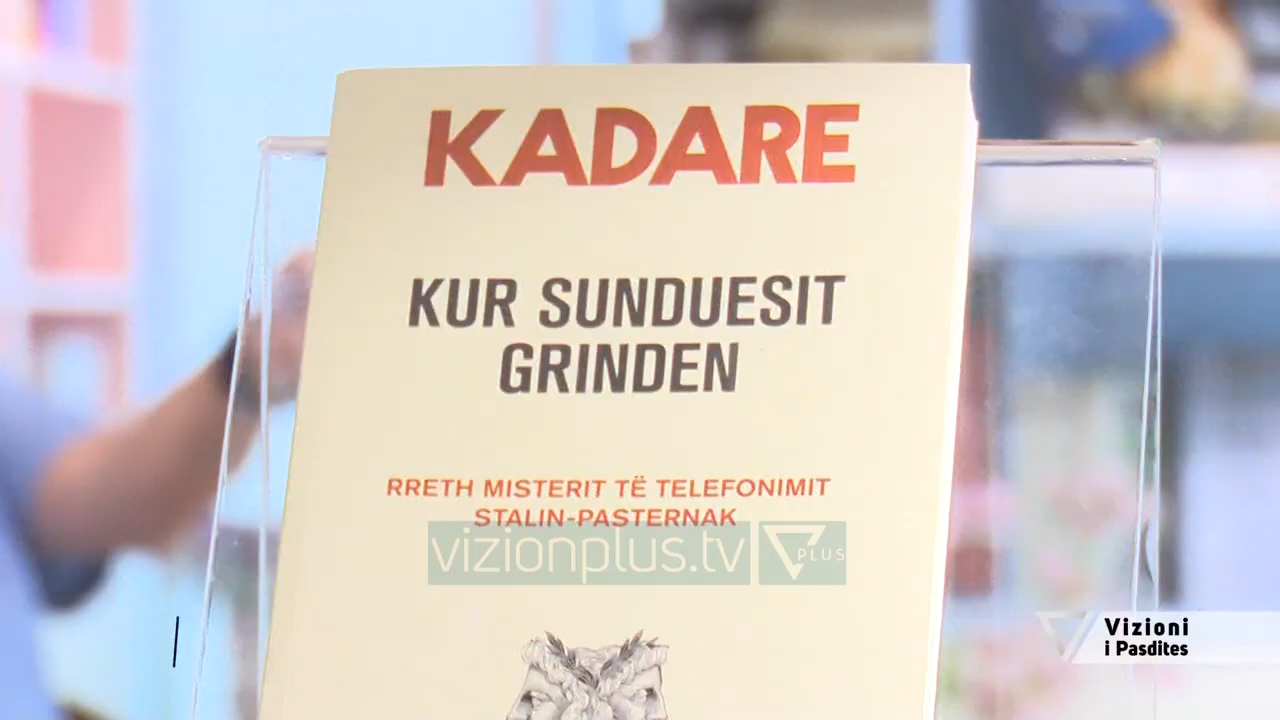 KADARE
KUR SUNDUESIT
GRINDEN
RRETH MISTERIT TË TELEFONIMIT
STALIN-PASTERNAK
vizionplus.tv PLUS
Vizioni
i Pasdites